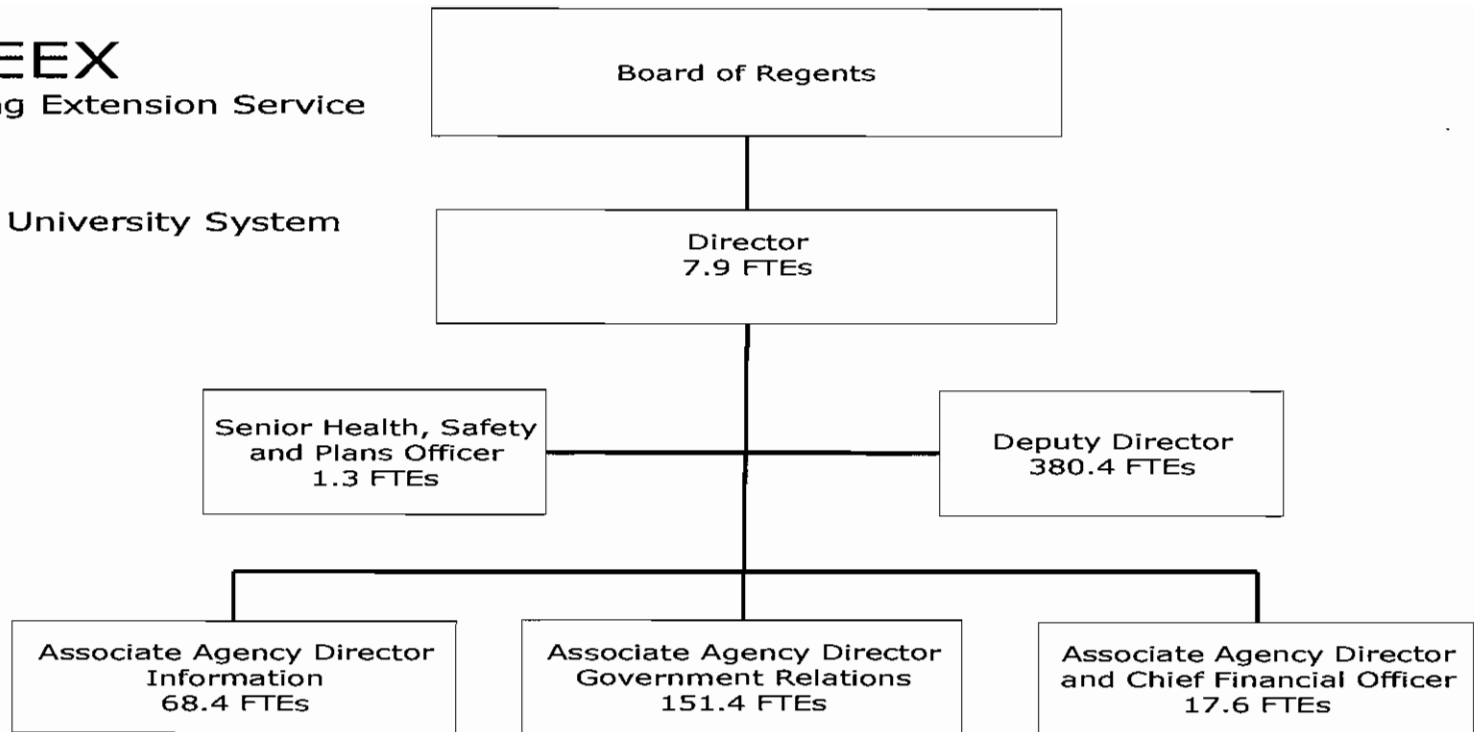 EEX
ng Extension Service
University System
Board of Regents
Director
7.9 FTEs
Senior Health, Safety
and Plans Officer
1.3 FTEs
Deputy Director
380.4 FTEs
Associate Agency Director
Information
68.4 FTEs
Associate Agency Director
Government Relations
151.4 FTEs
Associate Agency Director
and Chief Financial Officer
17.6 FTEs